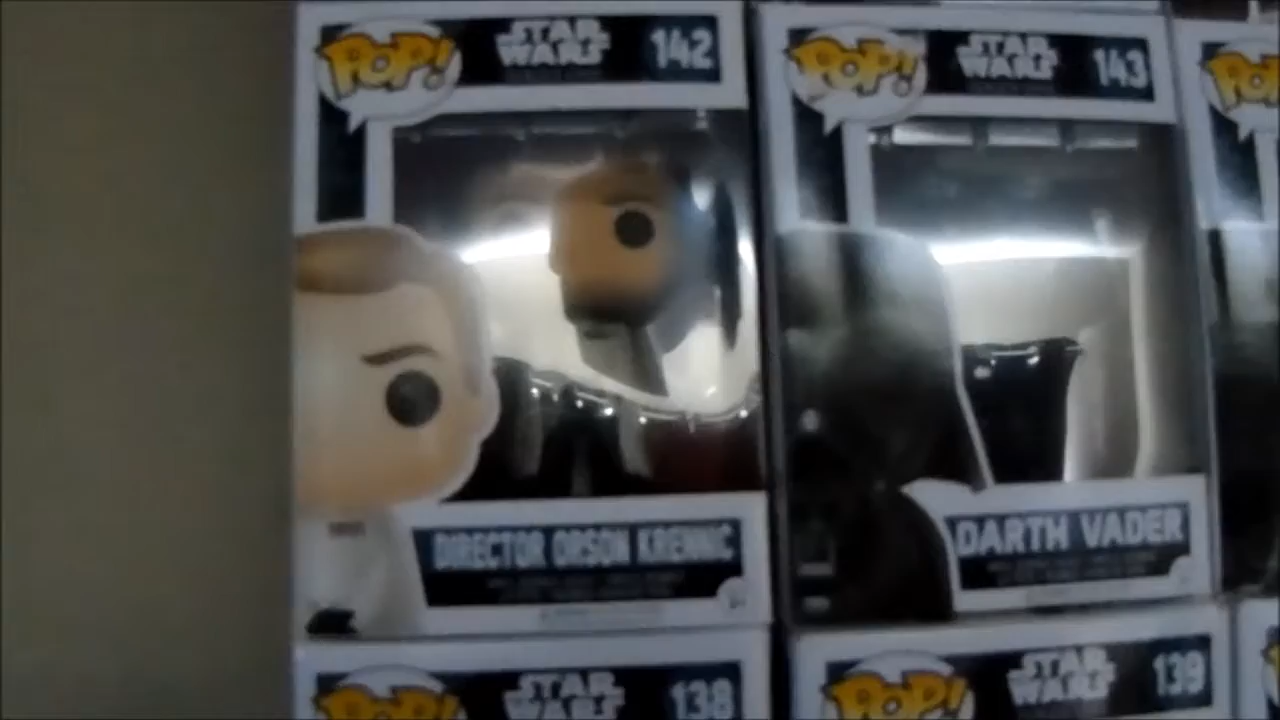 POP!
STAR
WARS
142
POP!
STAR
WARS
143
POP
DIRECTOR ORSON KRENNIC
DARTH VADER
POP!
STAR
WARS
138
POP!
STAR
WARS
139